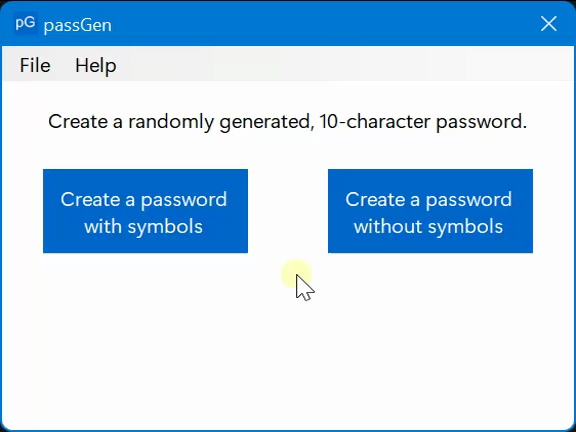 pG passGen
File Help
Create a randomly generated, 10-character password.
Create a password
with symbols
Create a password
without symbols